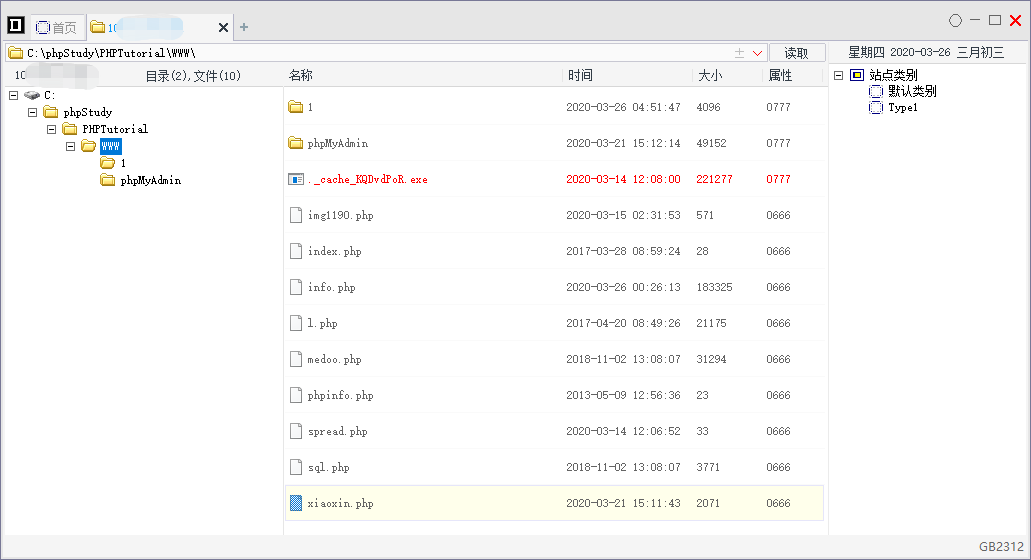 首页 10
C:\phpStudy\PHPTutorial\WWW\ 读取 星期四 2020-03-26 三月初三
10 目录(2),文件(10) 名称 时间 大小 属性
C:
phpStudy
PHPTutorial
WWW
1
phpMyAdmin
1 2020-03-26 04:51:47 4096 0777
phpMyAdmin 2020-03-21 15:12:14 49152 0777
._cache_KQDvdPoR.exe 2020-03-14 12:08:00 221277 0777
img1190.php 2020-03-15 02:31:53 571 0666
index.php 2017-03-28 08:59:24 28 0666
info.php 2020-03-26 00:26:13 183325 0666
l.php 2017-04-20 08:49:26 21175 0666
medoo.php 2018-11-02 13:08:07 31294 0666
phpinfo.php 2013-05-09 12:56:36 23 0666
spread.php 2020-03-14 12:06:52 33 0666
sql.php 2018-11-02 13:08:07 3771 0666
xiaoxin.php 2020-03-21 15:11:43 2071 0666
站点类别
默认类别
Type1
GB2312